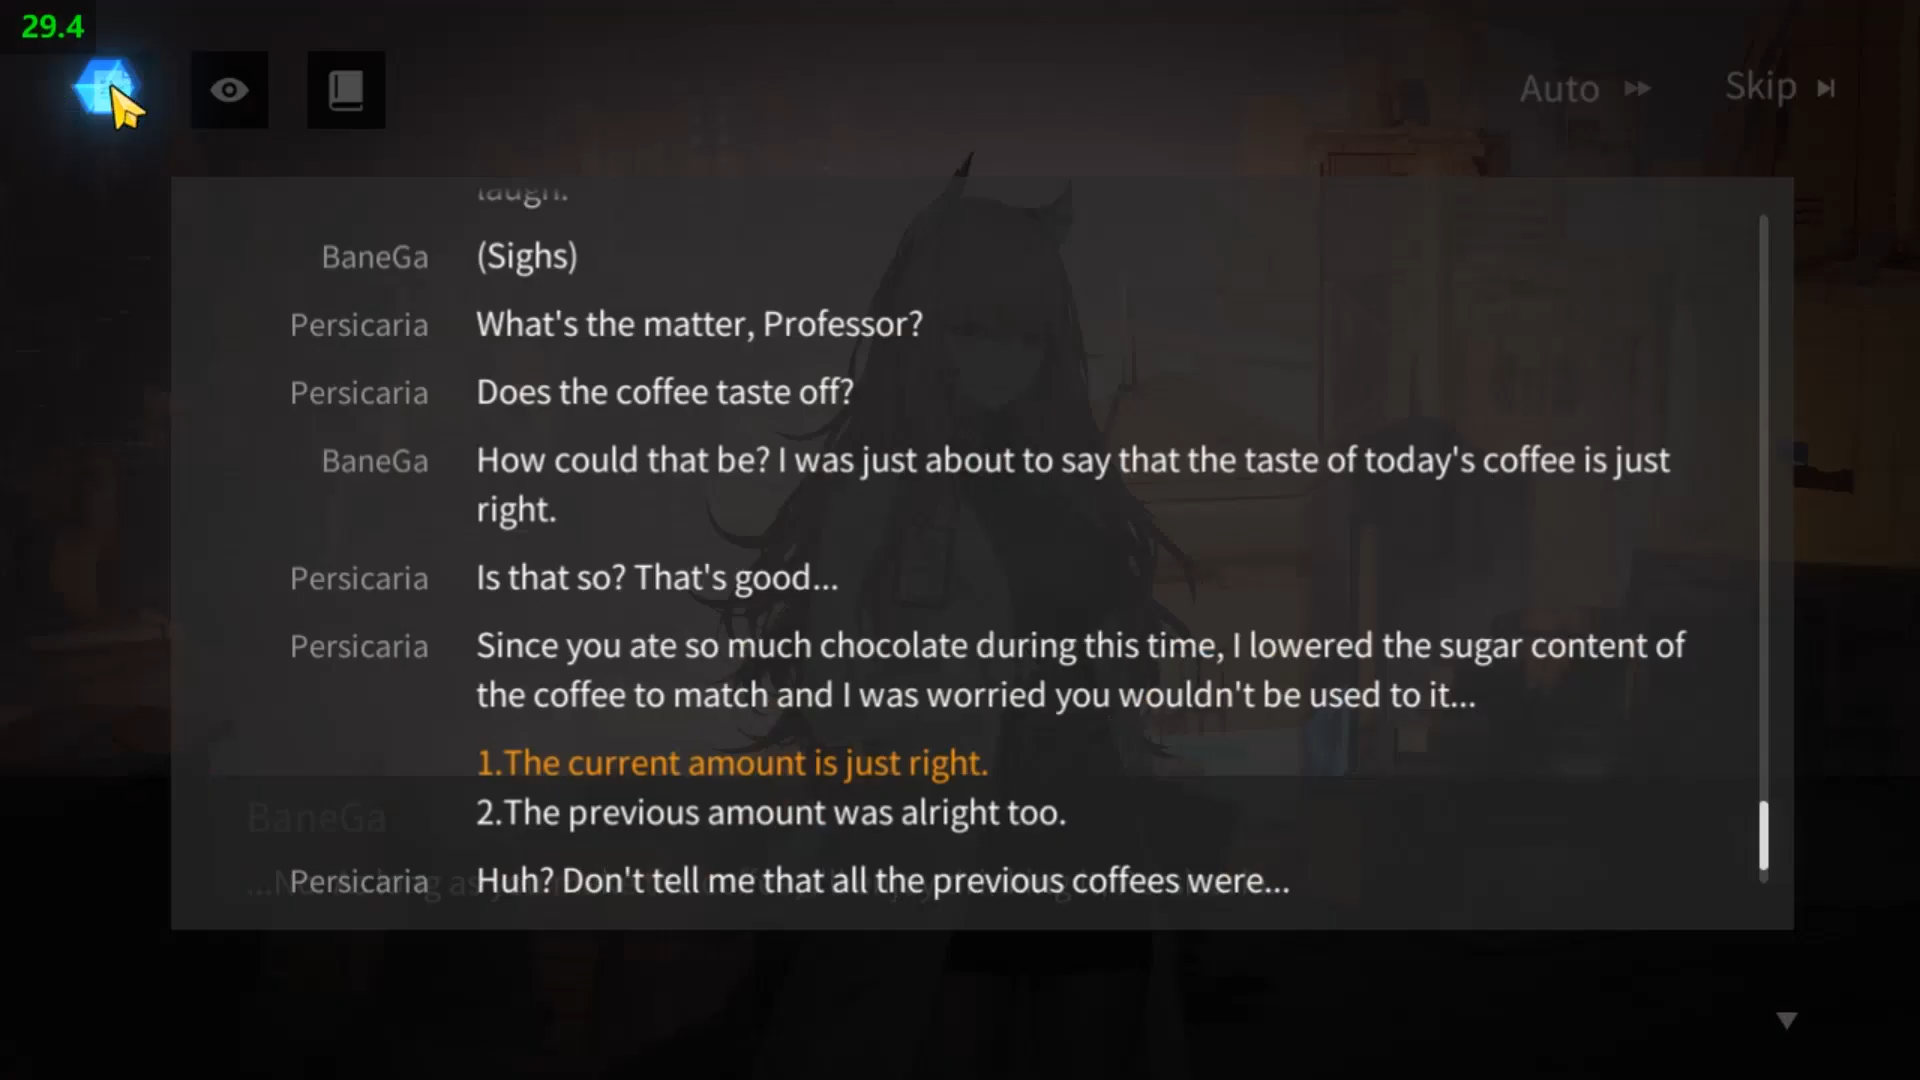 29.4
Auto
Skip
laugh.
BaneGa
(Sighs)
Persicaria
What's the matter, Professor?
Persicaria
Does the coffee taste off?
BaneGa
How could that be? I was just about to say that the taste of today's coffee is just
right.
Persicaria
Is that so? That's good...
Persicaria
Since you ate so much chocolate during this time, I lowered the sugar content of
the coffee to match and I was worried you wouldn't be used to it...
1.The current amount is just right.
2.The previous amount was alright too.
BaneGa
Persicaria
Huh? Don't tell me that all the previous coffees were...